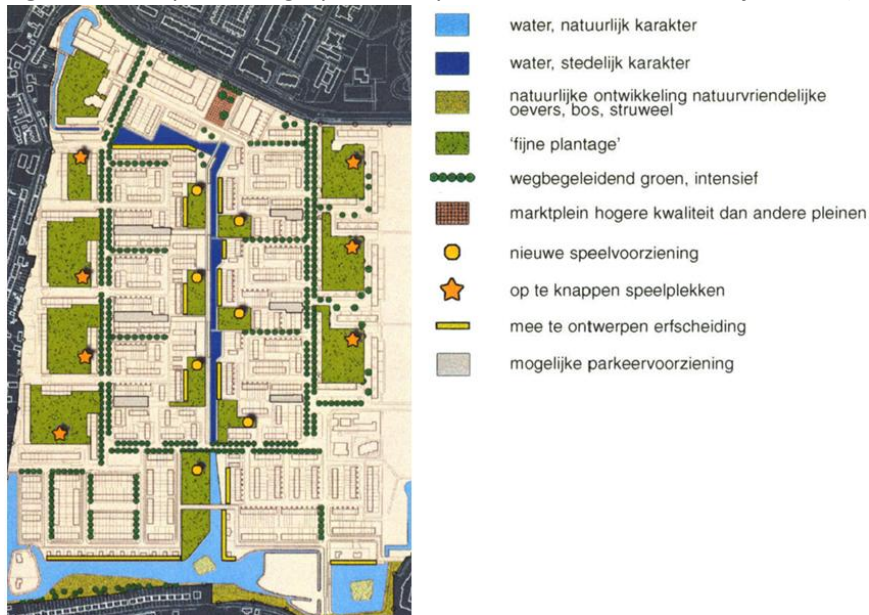 water, natuurlijk karakter
water, stedelijk karakter
natuurlijke ontwikkeling natuurvriendelijke
oevers, bos, struweel
'fijne plantage'
wegbegeleidend groen, intensief
marktplein hogere kwaliteit dan andere pleinen
nieuwe speelvoorziening
op te knappen speelplekken
mee te ontwerpen erfscheiding
mogelijke parkeervoorziening